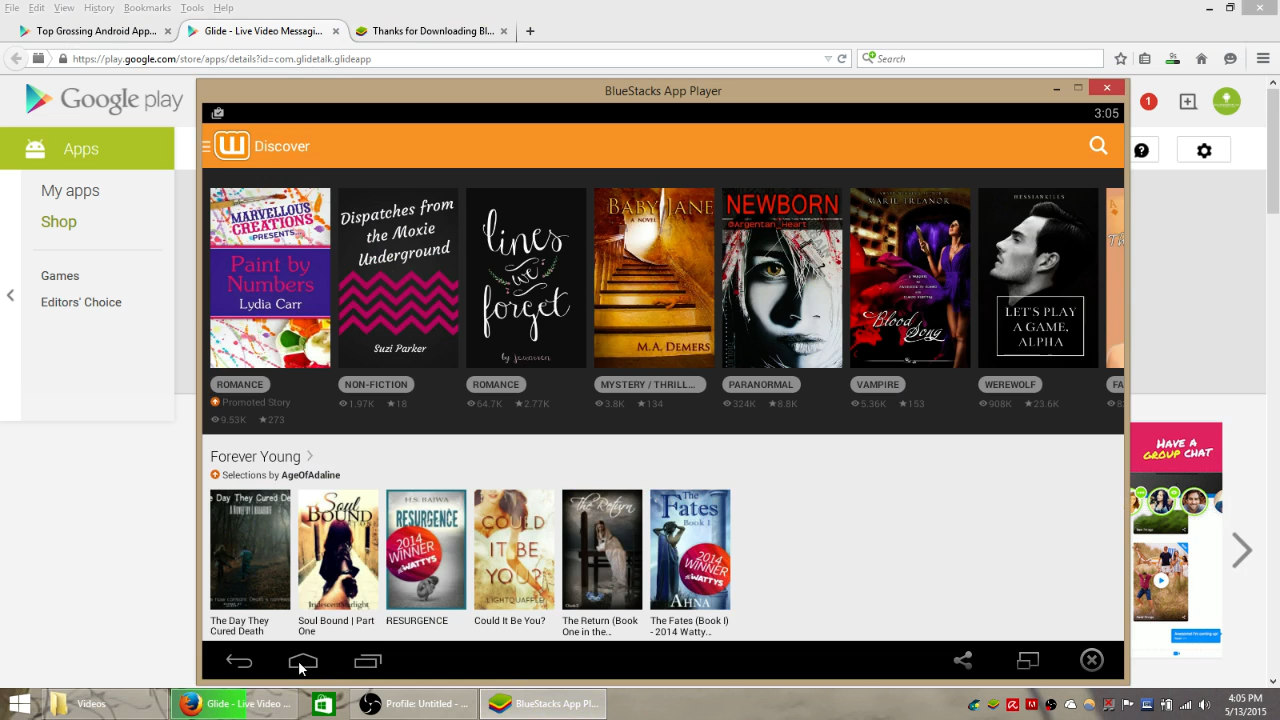 File Edit View History Bookmarks Tools Help
Top Grossing Android App...
Glide - Live Video Messagi...
Thanks for Downloading Bl...
https://play.google.com/store/apps/details?id=com.glidetalk.glideapp
Search
Google play
Apps
My apps
Shop
Games
Editors' Choice
1
BlueStacks App Player
3:05
Discover
MARVELLOUS
CREATIONS
PRESENTS
Paint by
Numbers
Lydia Carr
Dispatches from
the Moxie
Underground
Suzi Parker
lines
we
forget
BABY JANE
A NOVEL
M.A. DEMERS
NEWBORN
@Argentari_Heart
Blood
Song
HESSIANKILLES
LET'S PLAY
A GAME,
ALPHA
ROMANCE
NON-FICTION
ROMANCE
MYSTERY / THRILL...
PARANORMAL
VAMPIRE
WEREWOLF
FA
Promoted Story
9.53K 273
1.97K 18
64.7K 2.77K
3.8K 134
324K 8.8K
5.36K 153
908K 23.6K
Forever Young
Selections by AgeOfAdaline
e Day They Cured De
Soul
BOUND
H.S. BAJWA
RESURGENCE
2014
WINNER
WATTYS
COULD
IT BE
YOU?
The Return
The
Fates
Book 1
2014
WINNER
WATTYS
AHNA
The Day They
Cured Death
Soul Bound | Part
One
RESURGENCE
Could It Be You?
The Return (Book
One in the..
The Fates (Book I)
- 2014 Watty..
HAVE A
GROUP CHAT
Videos
Glide - Live Video ...
Profile: Untitled - ...
BlueStacks App Pl...
4:05 PM
5/13/2015